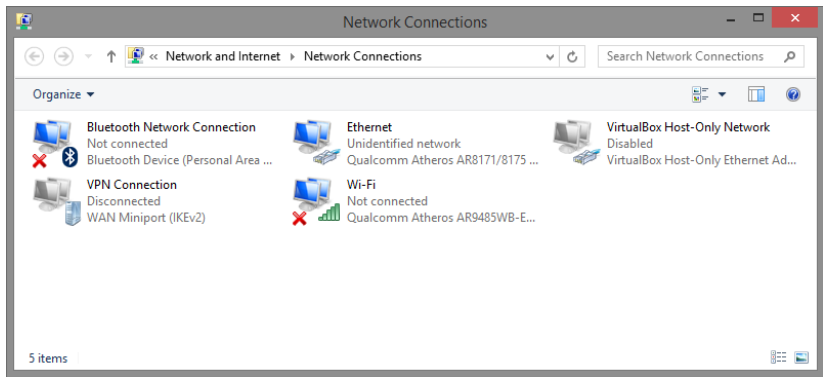 Network Connections
« Network and Internet Network Connections
Search Network Connections
Organize
Bluetooth Network Connection
Not connected
Bluetooth Device (Personal Area ...
Ethernet
Unidentified network
Qualcomm Atheros AR8171/8175 ...
VirtualBox Host-Only Network
Disabled
VirtualBox Host-Only Ethernet Ad...
VPN Connection
Disconnected
WAN Miniport (IKEv2)
Wi-Fi
Not connected
Qualcomm Atheros AR9485WB-E...
5 items